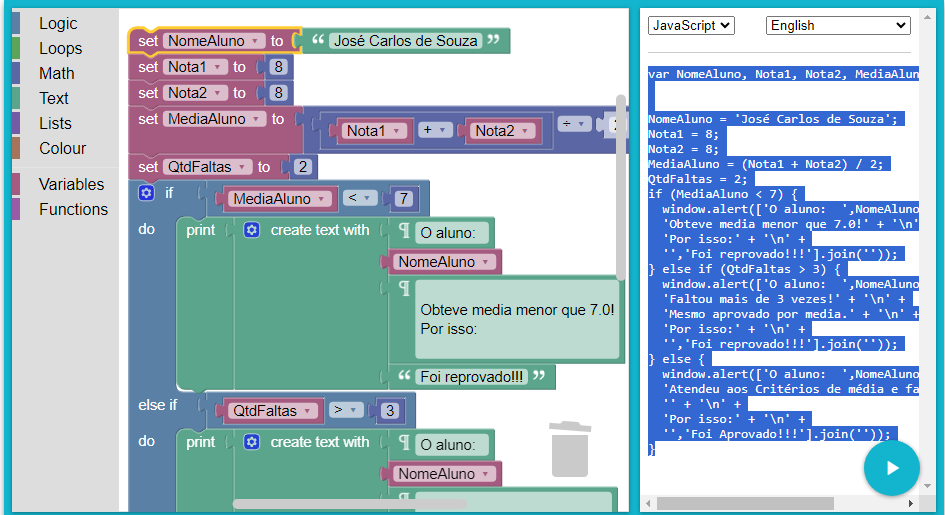 Logic
Loops
Math
Text
Lists
Colour
Variables
Functions
set NomeAluno to “ José Carlos de Souza ”
set Nota1 to 8
set Nota2 to 8
set MediaAluno to Nota1 + Nota2 ÷
set QtdFaltas to 2
if MediaAluno < 7
do print create text with ¶ O aluno:
NomeAluno
¶
Obteve media menor que 7.0!
Por isso:
“ Foi reprovado!!! ”
else if QtdFaltas > 3
do print create text with ¶ O aluno:
NomeAluno
¶
JavaScript English
var NomeAluno, Nota1, Nota2, MediaAlun
NomeAluno = 'José Carlos de Souza';
Nota1 = 8;
Nota2 = 8;
MediaAluno = (Nota1 + Nota2) / 2;
QtdFaltas = 2;
if (MediaAluno < 7) {
window.alert(['O aluno: ',NomeAluno
'Obteve media menor que 7.0!' + '\n'
'Por isso:' + '\n' +
'','Foi reprovado!!!'].join(''));
} else if (QtdFaltas > 3) {
window.alert(['O aluno: ',NomeAluno
'Faltou mais de 3 vezes!' + '\n' +
'Mesmo aprovado por media.' + '\n' +
'Por isso:' + '\n' +
'','Foi reprovado!!!'].join(''));
} else {
window.alert(['O aluno: ',NomeAluno
'Atendeu aos Critérios de média e fa
'' + '\n' +
'Por isso:' + '\n' +
'','Foi Aprovado!!!'].join(''));
}